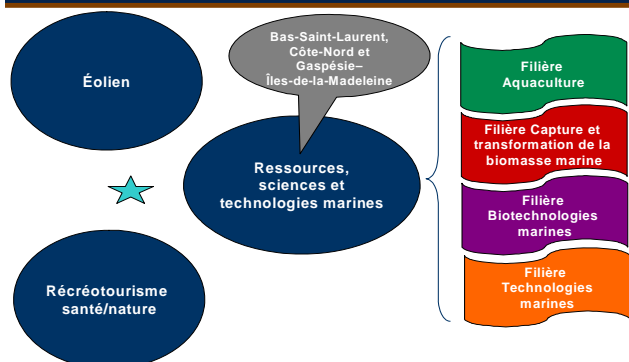 Éolien
Bas-Saint-Laurent,
Côte-Nord et
Gaspésie–
Îles-de-la-Madeleine
Ressources,
sciences et
technologies marines
Récréotourisme
santé/nature
Filière
Aquaculture
Filière Capture et
transformation de la
biomasse marine
Filière
Biotechnologies
marines
Filière
Technologies
marines